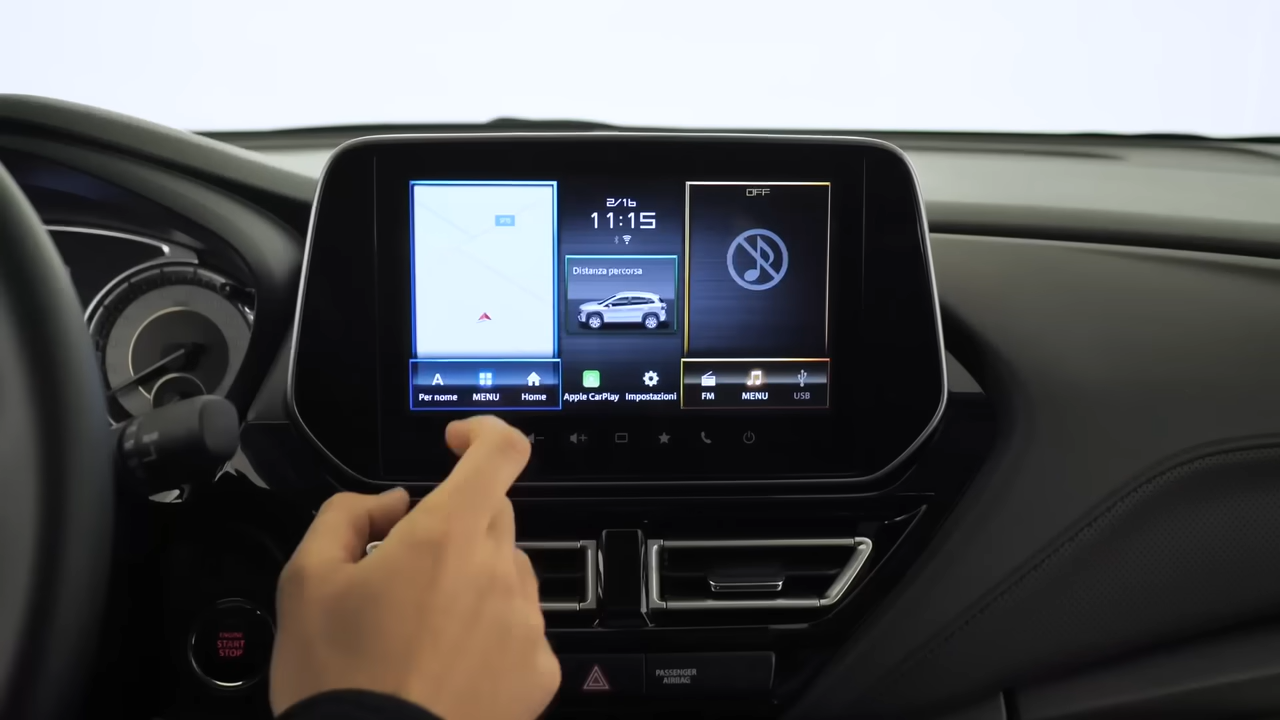 OFF
2/16
11:15
Distanza percorsa
A
Per nome
MENU
Home
Apple CarPlay
Impostazioni
FM
MENU
USB
ENGINE
START
STOP
PASSENGER
AIRBAG